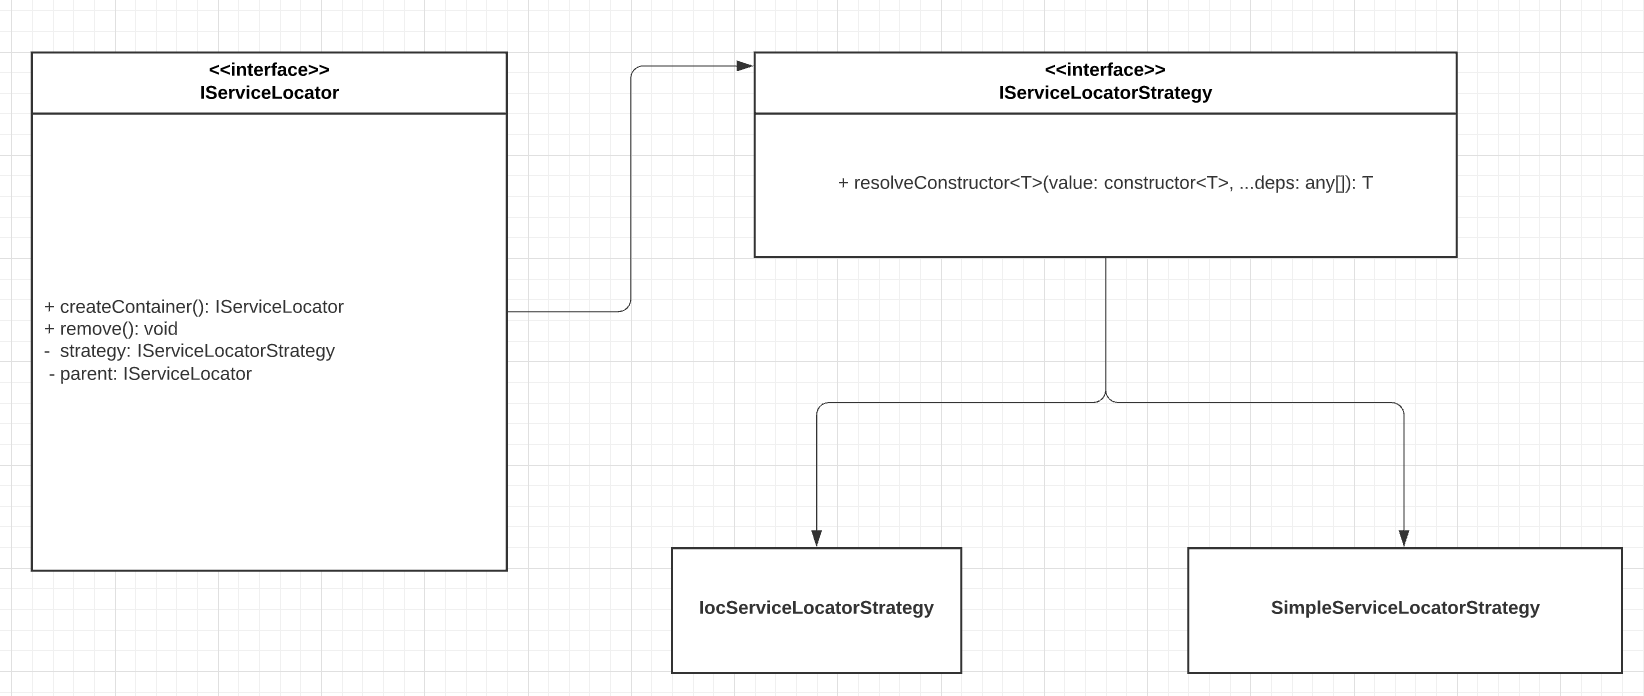 <<interface>>
IServiceLocator
+ createContainer(): IServiceLocator
+ remove(): void
- strategy: IServiceLocatorStrategy
- parent: IServiceLocator
<<interface>>
IServiceLocatorStrategy
+ resolveConstructor<T>(value: constructor<T>, ...deps: any[]): T
IocServiceLocatorStrategy
SimpleServiceLocatorStrategy